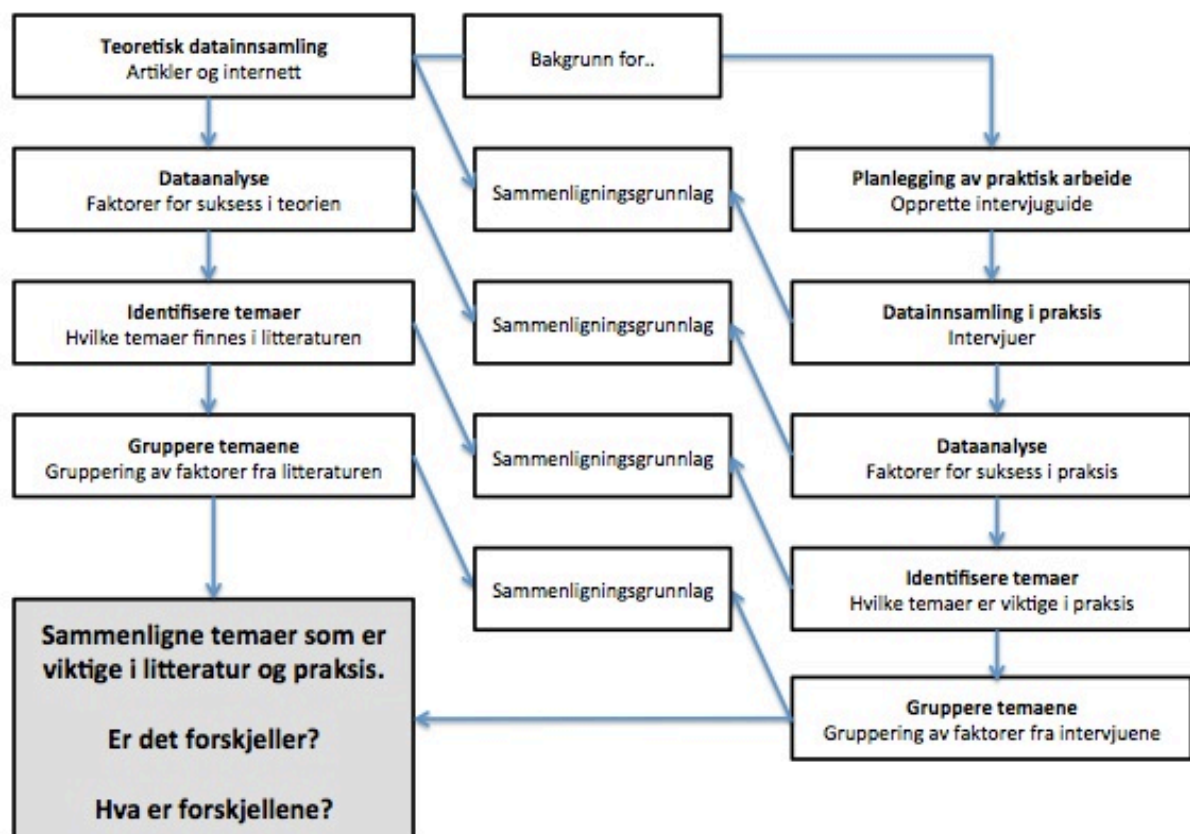 Teoretisk datainnsamling
Artikler og internett
Bakgrunn for..
Dataanalyse
Faktorer for suksess i teorien
Sammenligningsgrunnlag
Planlegging av praktisk arbeide
Opprette intervjuguide
Identifisere temaer
Hvilke temaer finnes i litteraturen
Sammenligningsgrunnlag
Datainnsamling i praksis
Intervjuer
Gruppere temaene
Gruppering av faktorer fra litteraturen
Sammenligningsgrunnlag
Dataanalyse
Faktorer for suksess i praksis
Sammenligningsgrunnlag
Identifisere temaer
Hvilke temaer er viktige i praksis
Sammenligne temaer som er
viktige i litteratur og praksis.
Er det forskjeller?
Hva er forskjellene?
Gruppere temaene
Gruppering av faktorer fra intervjuene